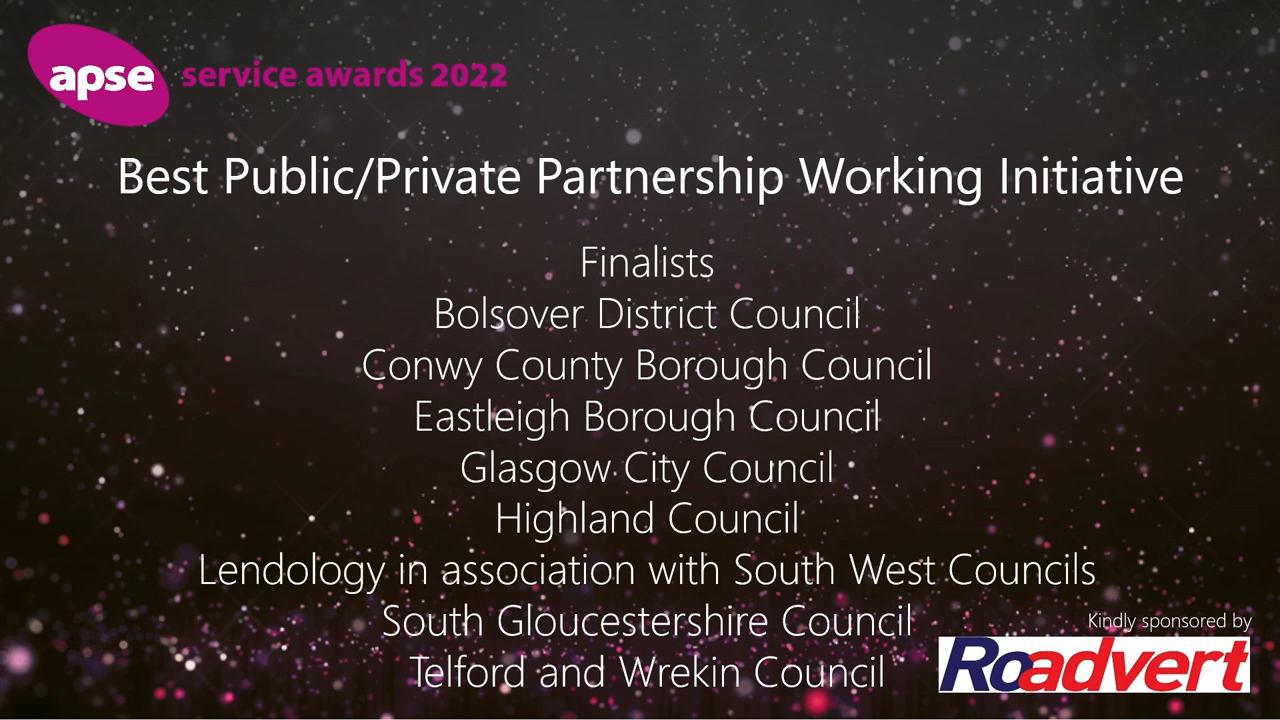 apse service awards 2022
Best Public/Private Partnership Working Initiative
Finalists
Bolsover District Council
Conwy County Borough Council
Eastleigh Borough Council
Glasgow City Council
Highland Council
Lendology in association with South West Councils
South Gloucestershire Council
Telford and Wrekin Council
Kindly sponsored by
Roadvert